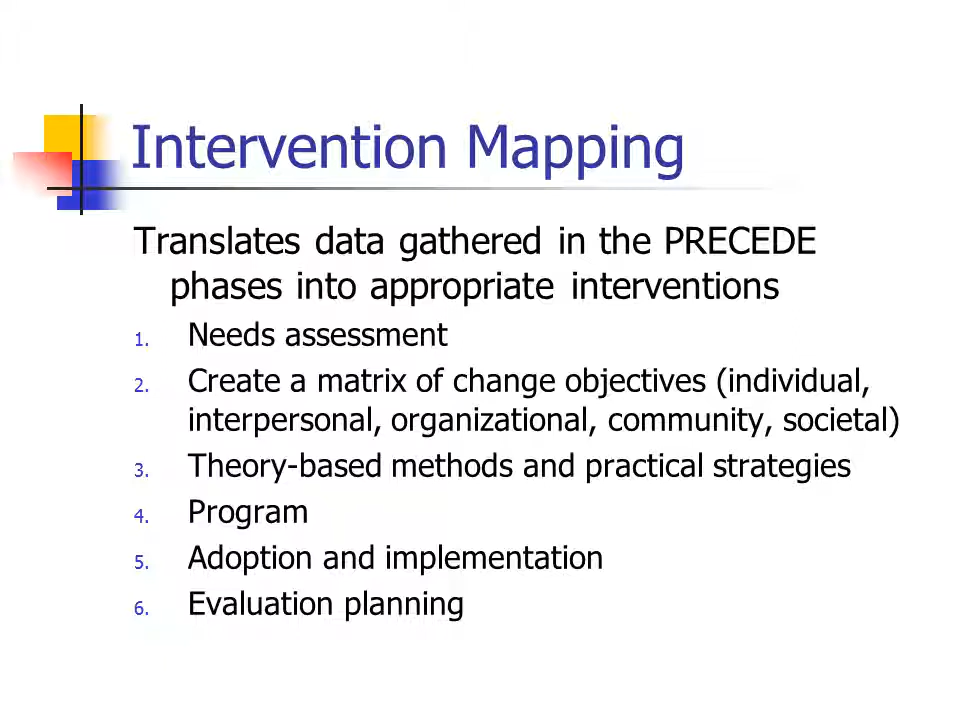 Intervention Mapping
Translates data gathered in the PRECEDE
phases into appropriate interventions
1. Needs assessment
2. Create a matrix of change objectives (individual,
interpersonal, organizational, community, societal)
3. Theory-based methods and practical strategies
4. Program
5. Adoption and implementation
6. Evaluation planning